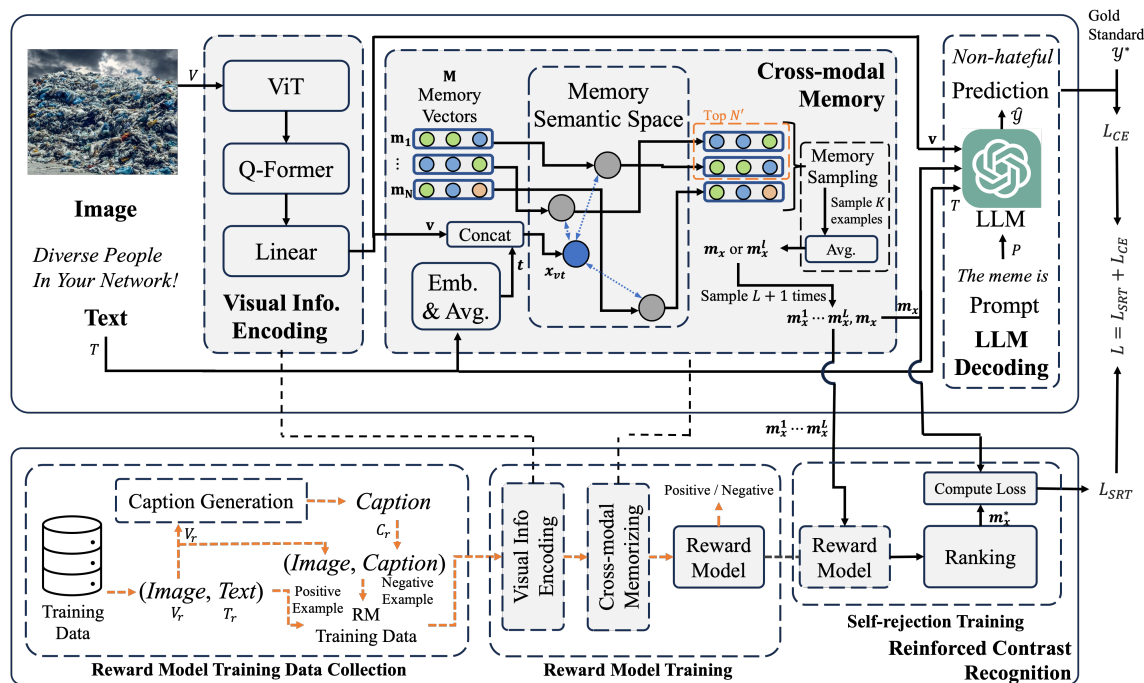 Gold
Standard
y*
V
ViT
Q-Former
Linear
Visual Info.
Encoding
Image
Diverse People
In Your Network!
Text
T
M
Memory
Vectors
m₁
⋮
m_N
v
Concat
t
Emb.
& Avg.
x_vt
Memory
Semantic Space
Cross-modal
Memory
Top N′
Memory
Sampling
Sample K
examples
Avg.
m_x or m_x^l
Sample L + 1 times
m_x^1 ⋯ m_x^L, m_x
m_x
Non-hateful
Prediction
ŷ
v
T
LLM
P
The meme is
Prompt
LLM
Decoding
L_CE
L = L_SRT + L_CE
L_SRT
m_x^1 ⋯ m_x^L
Caption Generation
Caption
V_r
C_r
(Image, Caption)
Training
Data
(Image, Text)
V_r
T_r
Positive
Example
Negative
Example
RM
Training Data
Reward Model Training Data Collection
Visual Info
Encoding
Cross-modal
Memorizing
Positive / Negative
Reward
Model
Reward Model Training
Reward
Model
Compute Loss
m_x^*
Ranking
Self-rejection Training
Reinforced Contrast
Recognition